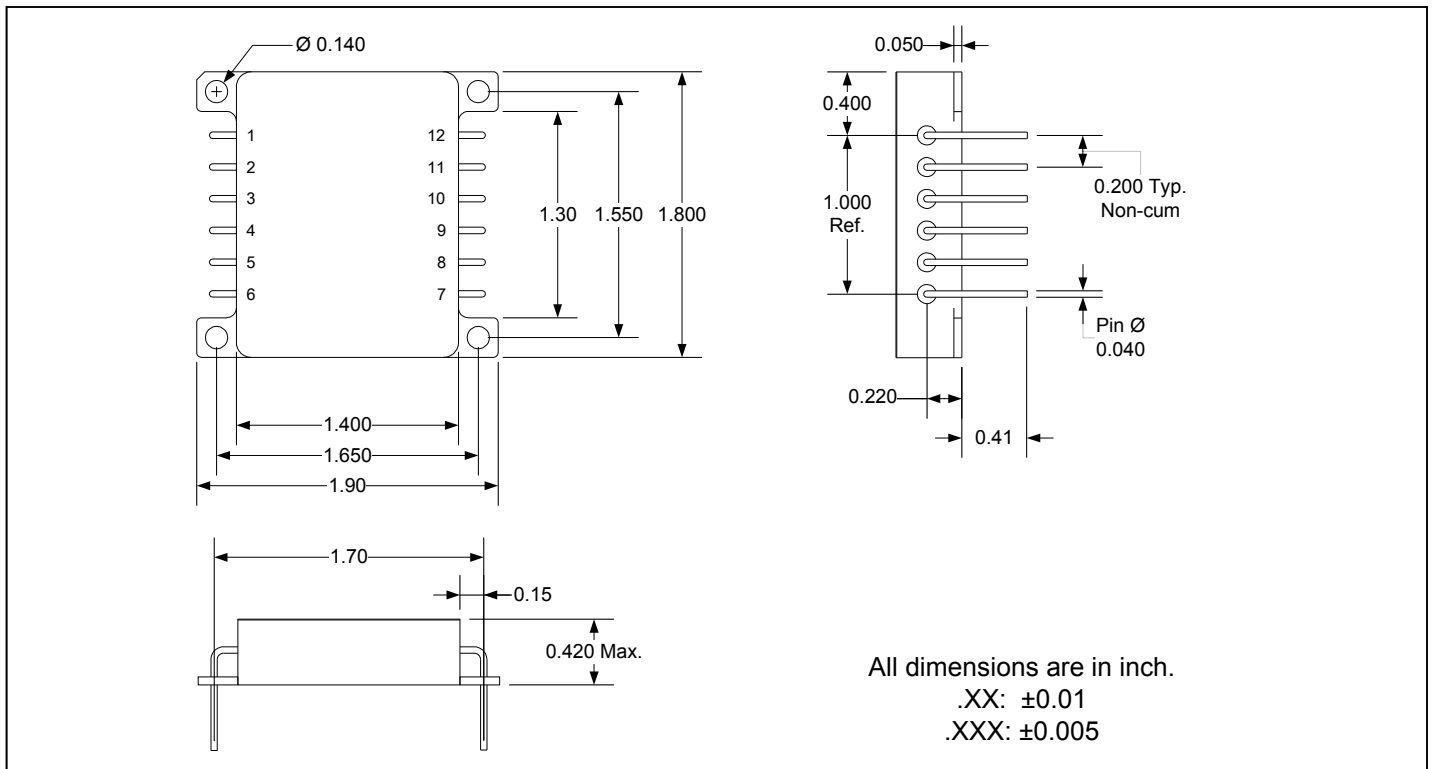 Ø 0.140
1
2
3
4
5
6
12
11
10
9
8
7
1.30
1.550
1.800
1.400
1.650
1.90
0.050
0.400
1.000
Ref.
0.200 Typ.
Non-cum
Pin Ø
0.040
0.220
0.41
1.70
0.15
0.420 Max.
All dimensions are in inch.
.XX: ±0.01
.XXX: ±0.005